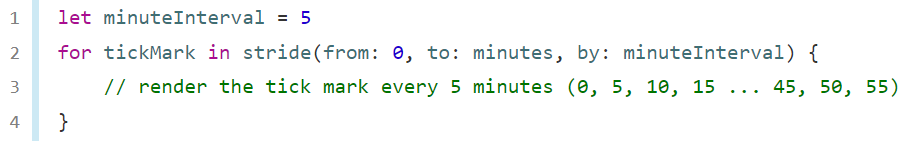 1 let minuteInterval = 5
2 for tickMark in stride(from: 0, to: minutes, by: minuteInterval) {
3     // render the tick mark every 5 minutes (0, 5, 10, 15 ... 45, 50, 55)
4 }